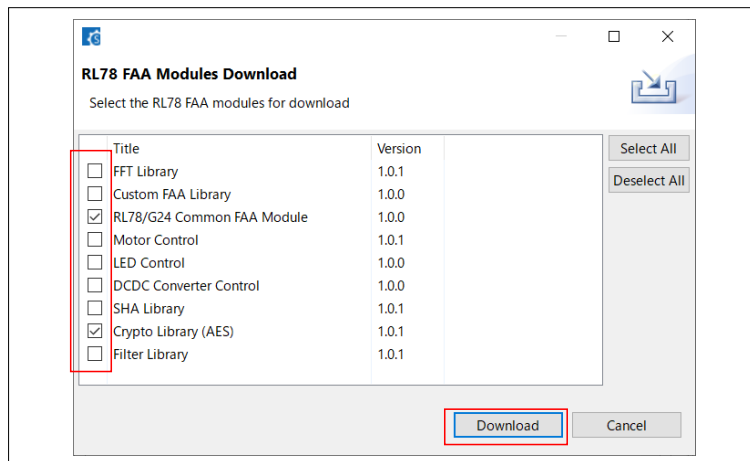 RL78 FAA Modules Download
Select the RL78 FAA modules for download
Title Version
FFT Library 1.0.1
Custom FAA Library 1.0.0
RL78/G24 Common FAA Module 1.0.0
Motor Control 1.0.1
LED Control 1.0.0
DCDC Converter Control 1.0.0
SHA Library 1.0.1
Crypto Library (AES) 1.0.1
Filter Library 1.0.1
Select All
Deselect All
Download Cancel